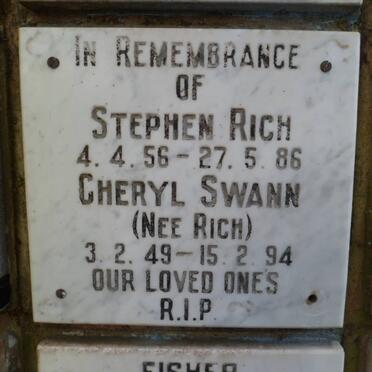 In Remembrance
of
Stephen Rich
4. 4. 56 - 27. 5. 86
Cheryl Swann
(Nee Rich)
3. 2. 49 - 15. 2. 94
OUR LOVED ONES
R.I.P.
FISHER